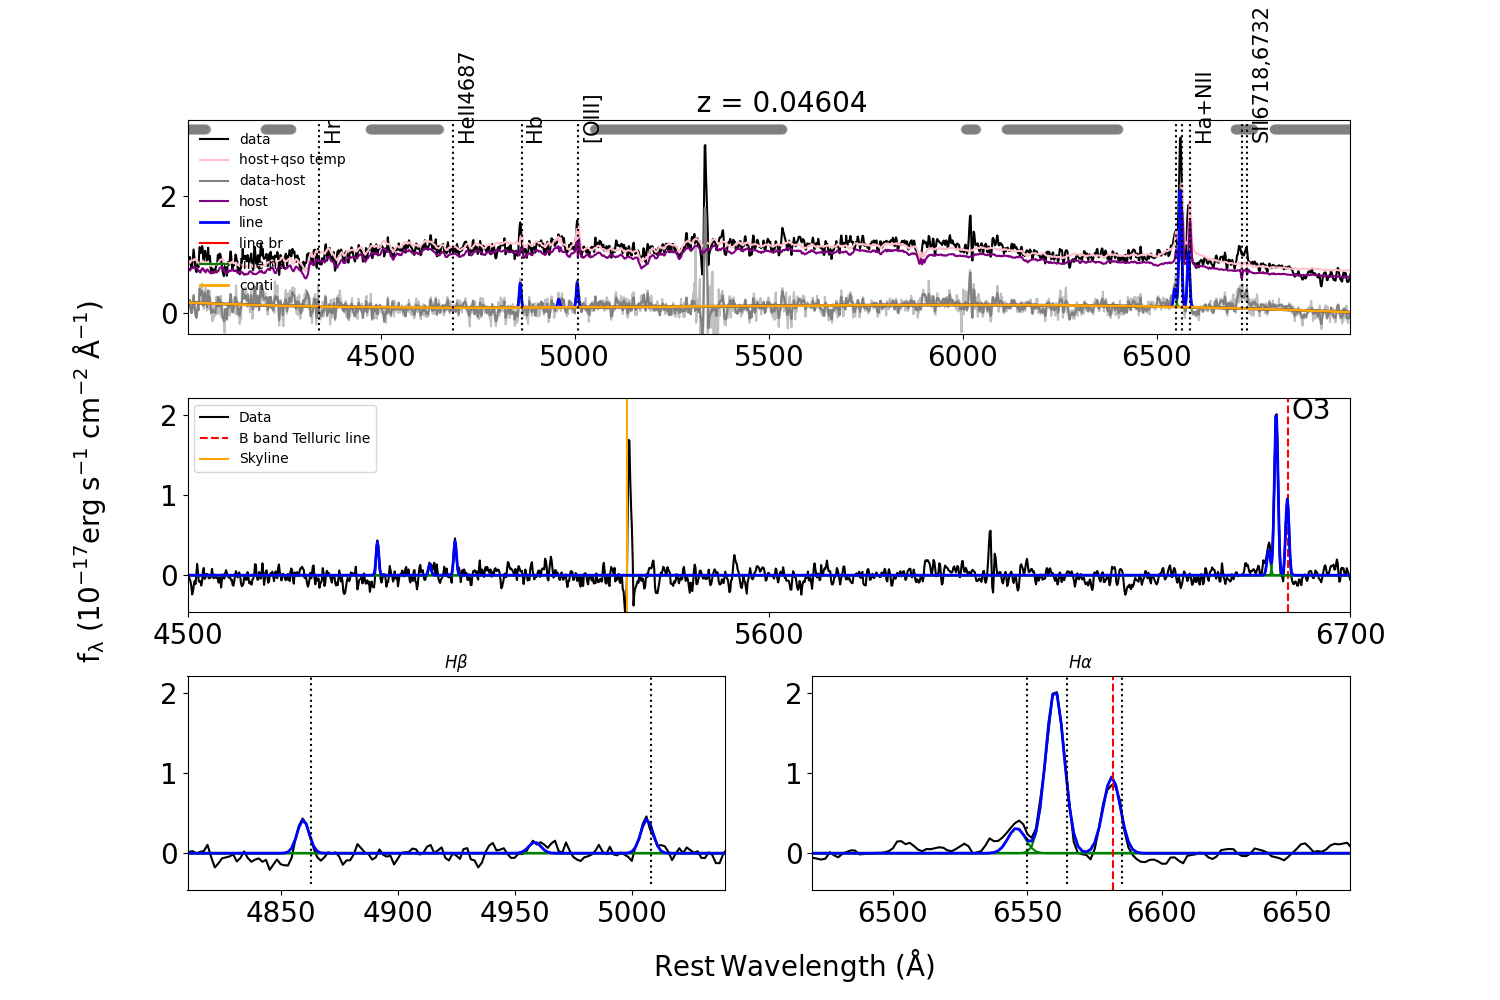 z = 0.04604
Hr
HeII4687
Hb
[OIII]
Ha+NII
SII6718,6732
data
host+qso temp
data-host
host
line
line br
conti
2
0
4500
5000
5500
6000
6500
Data
B band Telluric line
Skyline
O3
2
1
0
4500
5600
6700
fλ (10⁻¹⁷erg s⁻¹ cm⁻² Å⁻¹)
Hβ
2
1
0
4850
4900
4950
5000
Hα
2
1
0
6500
6550
6600
6650
Rest Wavelength (Å)